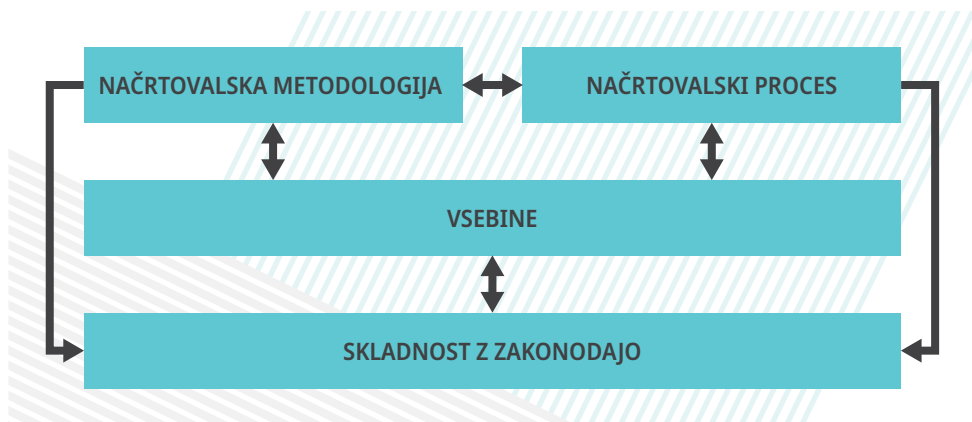 NAČRTOVALSKA METODOLOGIJA
NAČRTOVALSKI PROCES
VSEBINE
SKLADNOST Z ZAKONODAJO